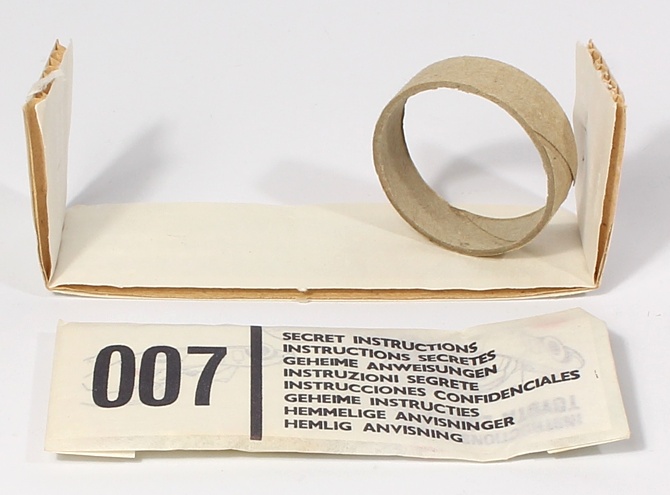 007
SECRET INSTRUCTIONS
INSTRUCTIONS SECRETES
GEHEIME ANWEISUNGEN
INSTRUZIONI SEGRETE
INSTRUCCIONES CONFIDENCIALES
GEHEIME INSTRUCTIES
HEMMELIGE ANVISNINGER
HEMLIG ANVISNING